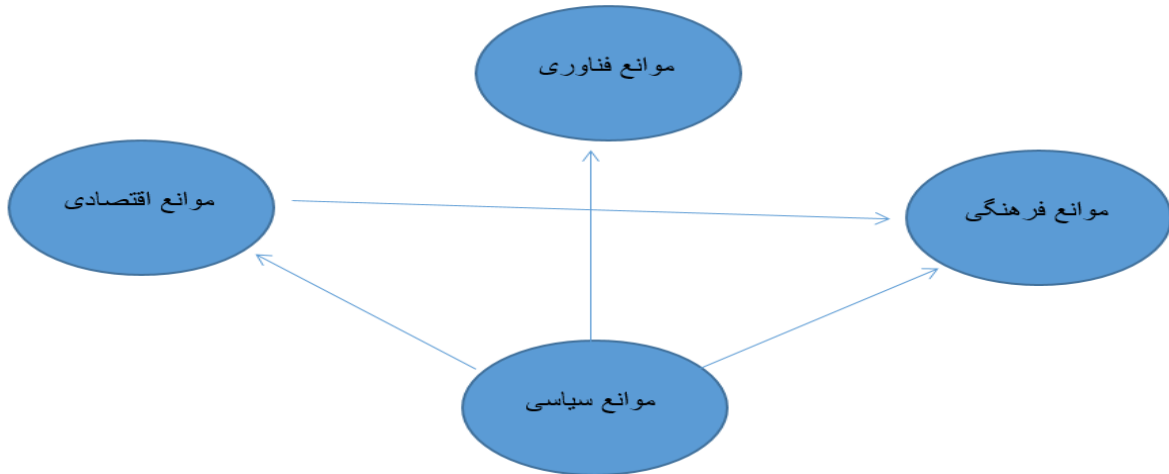 موانع فناوری
موانع اقتصادی
موانع فرهنگی
موانع سیاسی